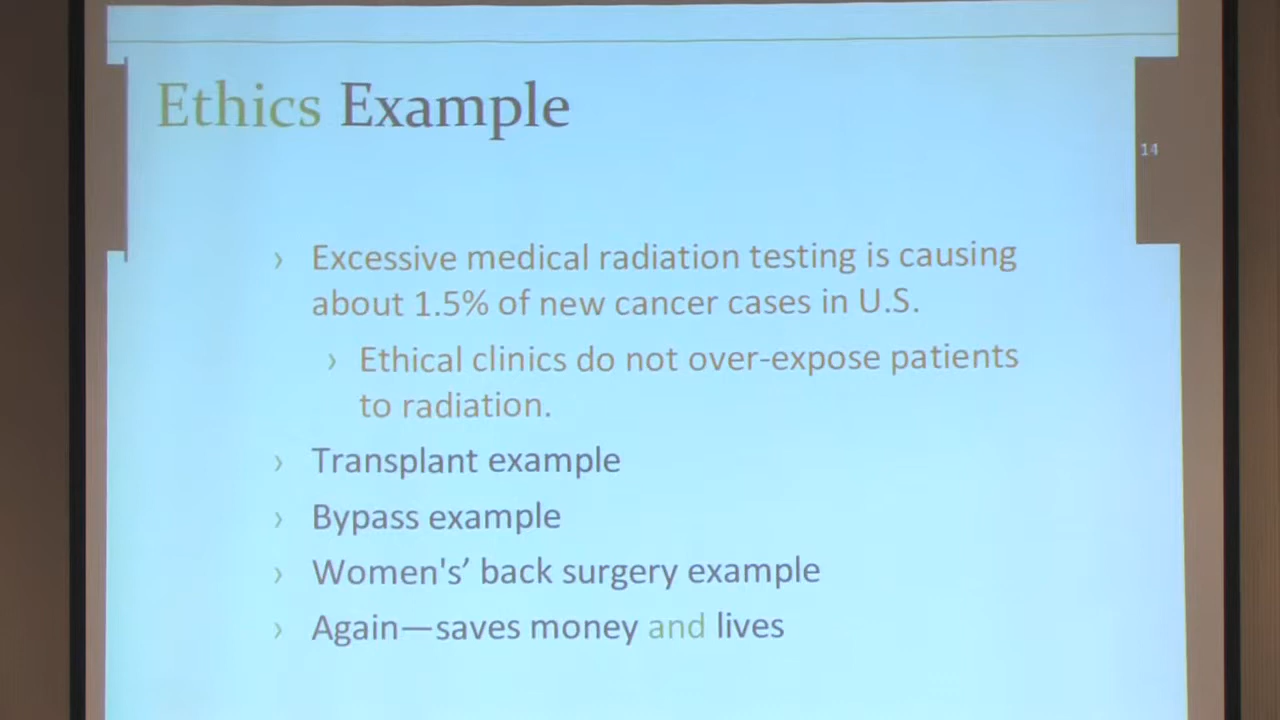 Ethics Example
14
› Excessive medical radiation testing is causing
about 1.5% of new cancer cases in U.S.
› Ethical clinics do not over-expose patients
to radiation.
› Transplant example
› Bypass example
› Women's’ back surgery example
› Again—saves money and lives